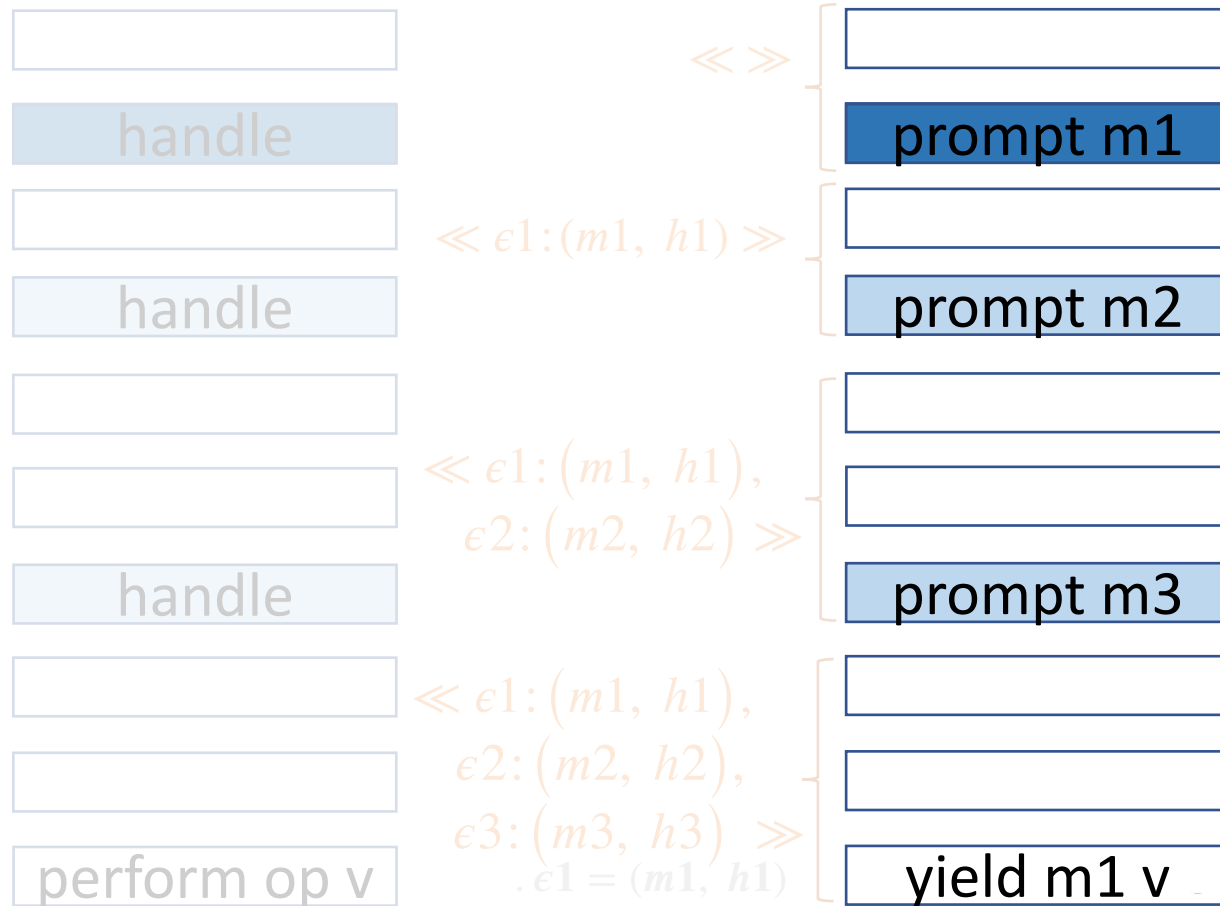 ≪ ≫
handle
prompt m1
≪ ϵ1:(m1, h1) ≫
handle
prompt m2
≪ ϵ1:(m1, h1),
ϵ2:(m2, h2) ≫
handle
prompt m3
≪ ϵ1:(m1, h1),
ϵ2:(m2, h2),
ϵ3:(m3, h3) ≫
. ϵ1 = (m1, h1)
perform op v
yield m1 v